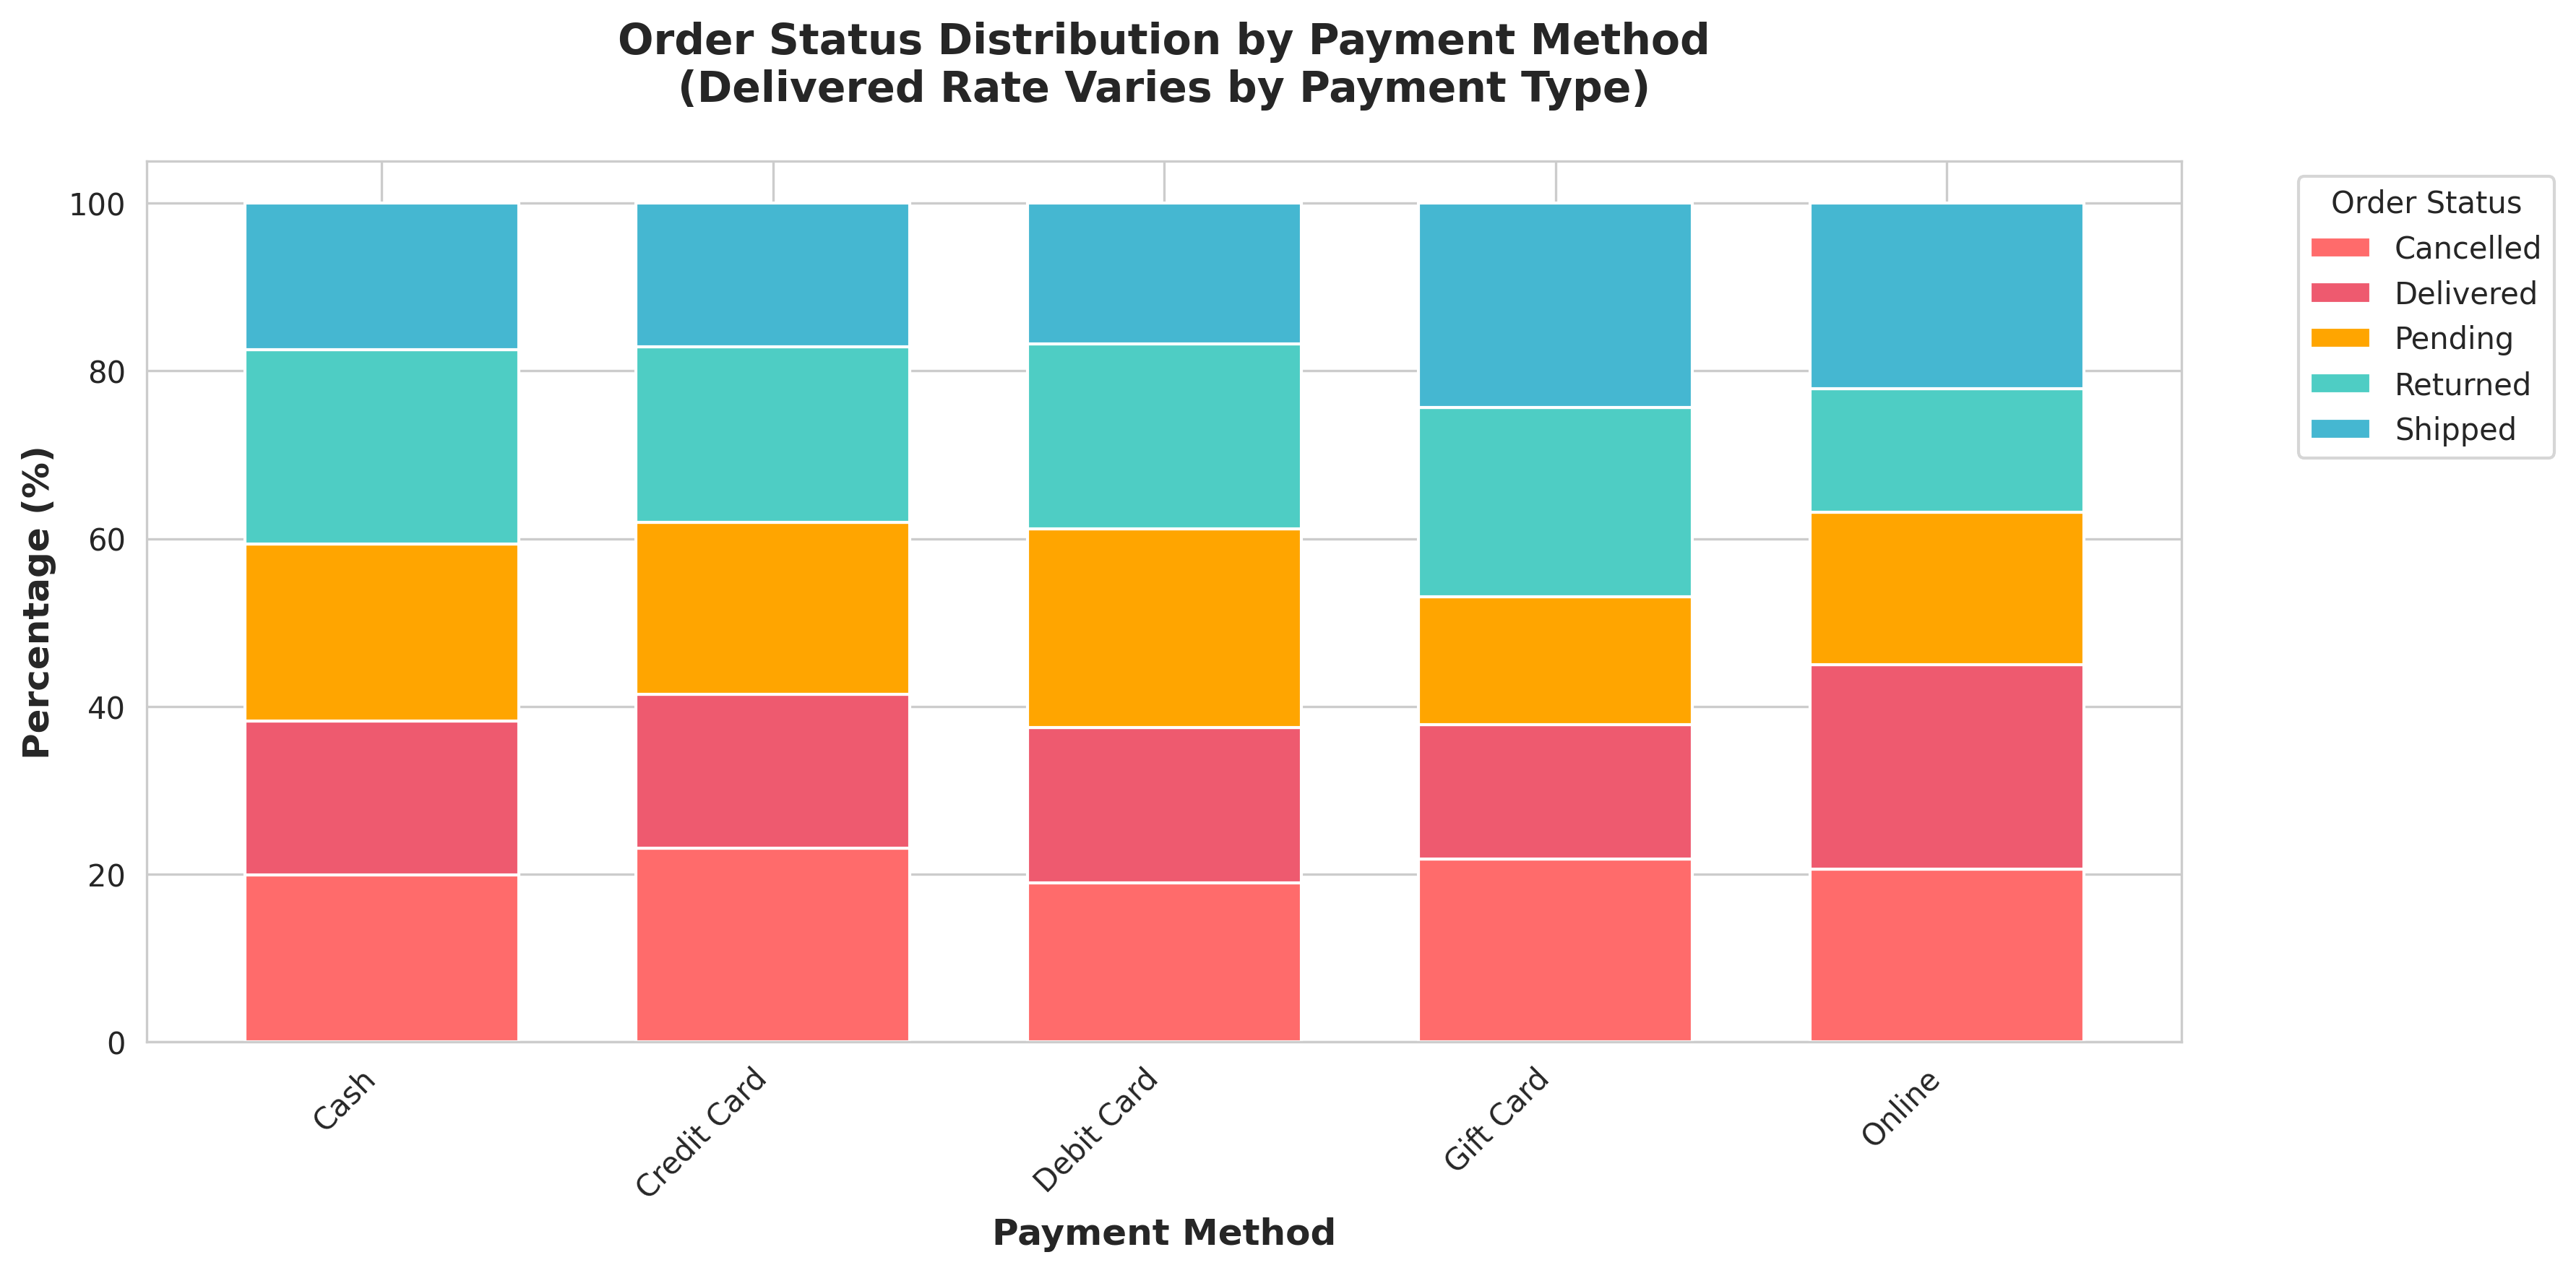 Order Status Distribution by Payment Method
(Delivered Rate Varies by Payment Type)
Percentage (%)
100
80
60
40
20
0
Cash
Credit Card
Debit Card
Gift Card
Online
Payment Method
Order Status
Cancelled
Delivered
Pending
Returned
Shipped